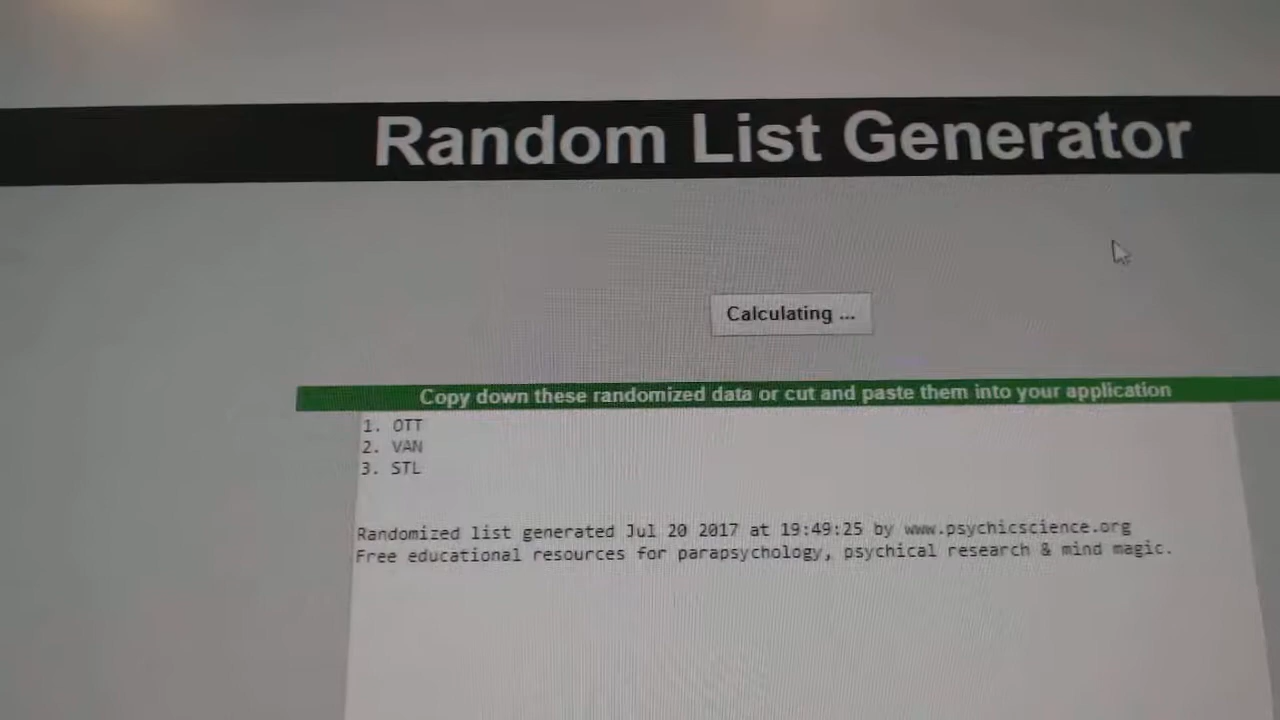 Random List Generator
Calculating ...
Copy down these randomized data or cut and paste them into your application
1. OTT
2. VAN
3. STL
Randomized list generated Jul 20 2017 at 19:49:25 by www.psychicscience.org
Free educational resources for parapsychology, psychical research & mind magic.